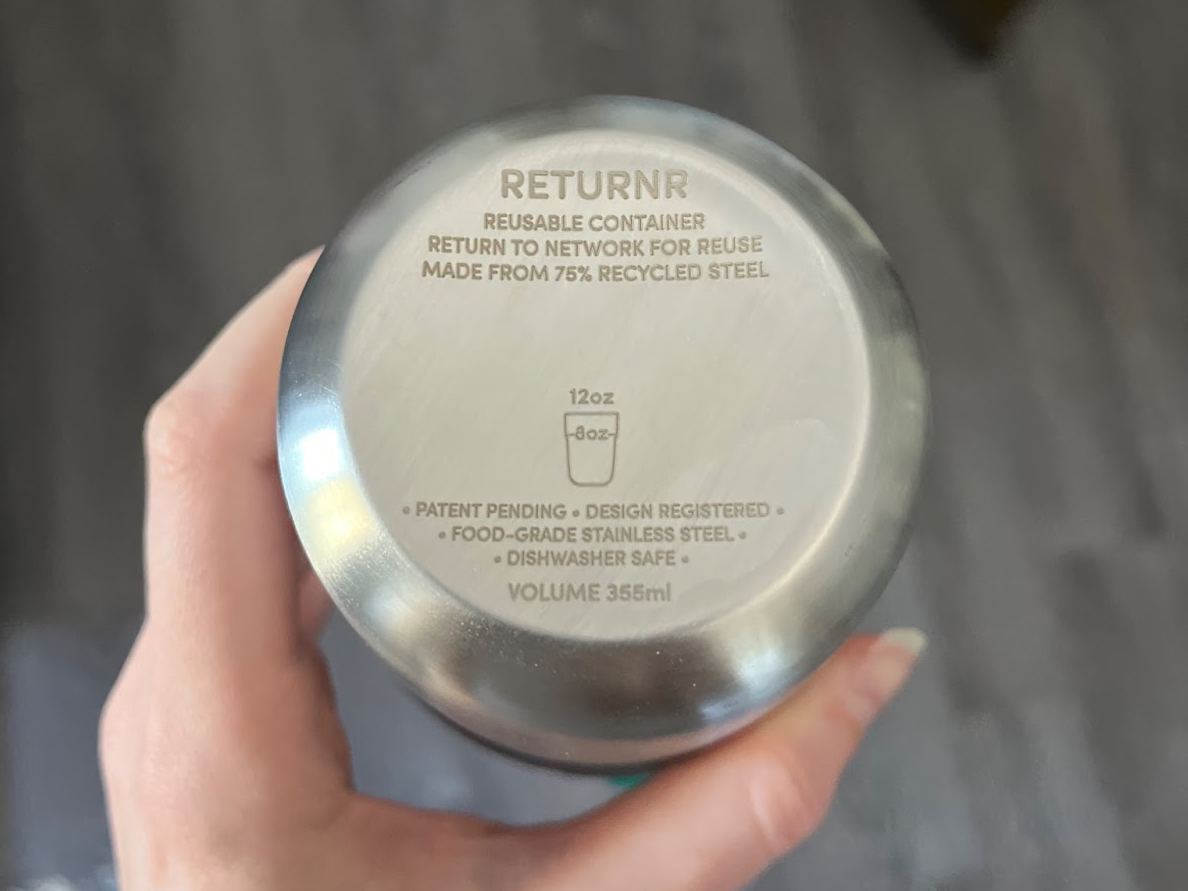 RETURNR
REUSABLE CONTAINER
RETURN TO NETWORK FOR REUSE
MADE FROM 75% RECYCLED STEEL
12oz
-8oz-
• PATENT PENDING • DESIGN REGISTERED •
• FOOD-GRADE STAINLESS STEEL •
• DISHWASHER SAFE •
VOLUME 355ml